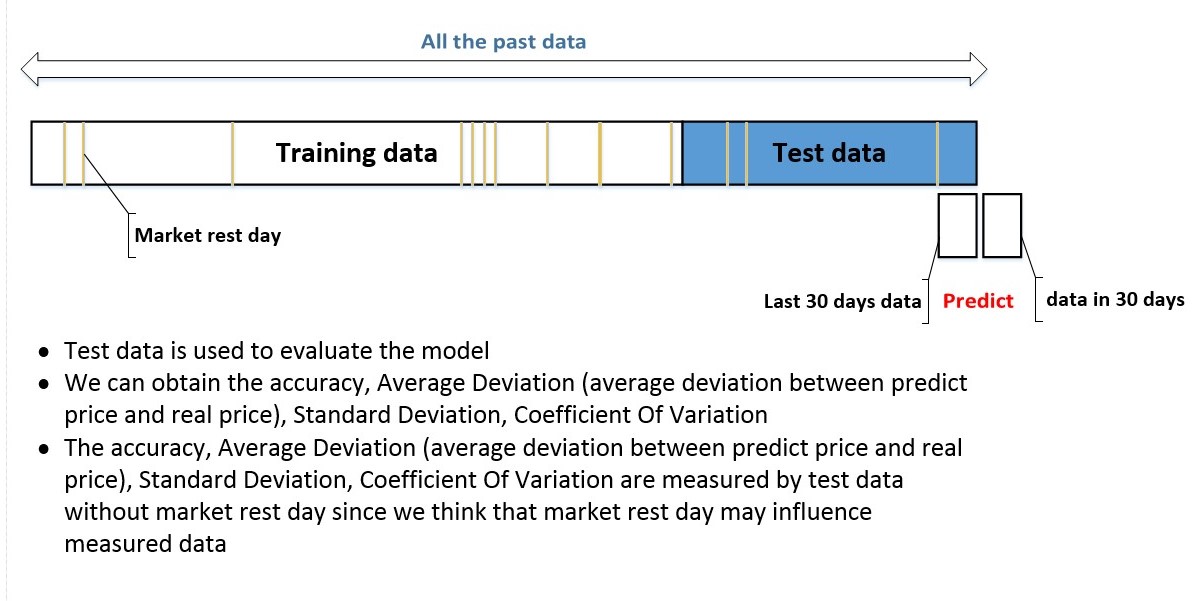 All the past data
Training data
Test data
Market rest day
Last 30 days data
Predict
data in 30 days
• Test data is used to evaluate the model
• We can obtain the accuracy, Average Deviation (average deviation between predict
price and real price), Standard Deviation, Coefficient Of Variation
• The accuracy, Average Deviation (average deviation between predict price and real
price), Standard Deviation, Coefficient Of Variation are measured by test data
without market rest day since we think that market rest day may influence
measured data